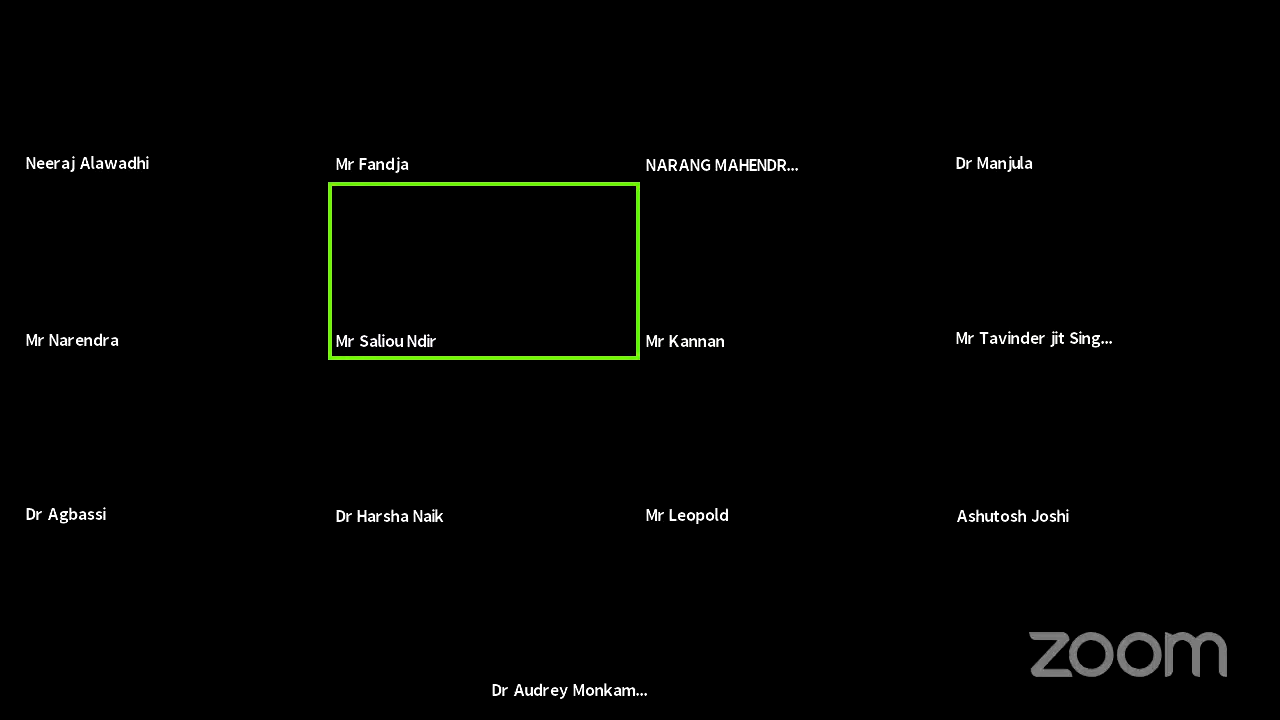 Neeraj Alawadhi
Mr Fandja
NARANG MAHENDR...
Dr Manjula
Mr Narendra
Mr Saliou Ndir
Mr Kannan
Mr Tavinder jit Sing...
Dr Agbassi
Dr Harsha Naik
Mr Leopold
Ashutosh Joshi
zoom
Dr Audrey Monkam...